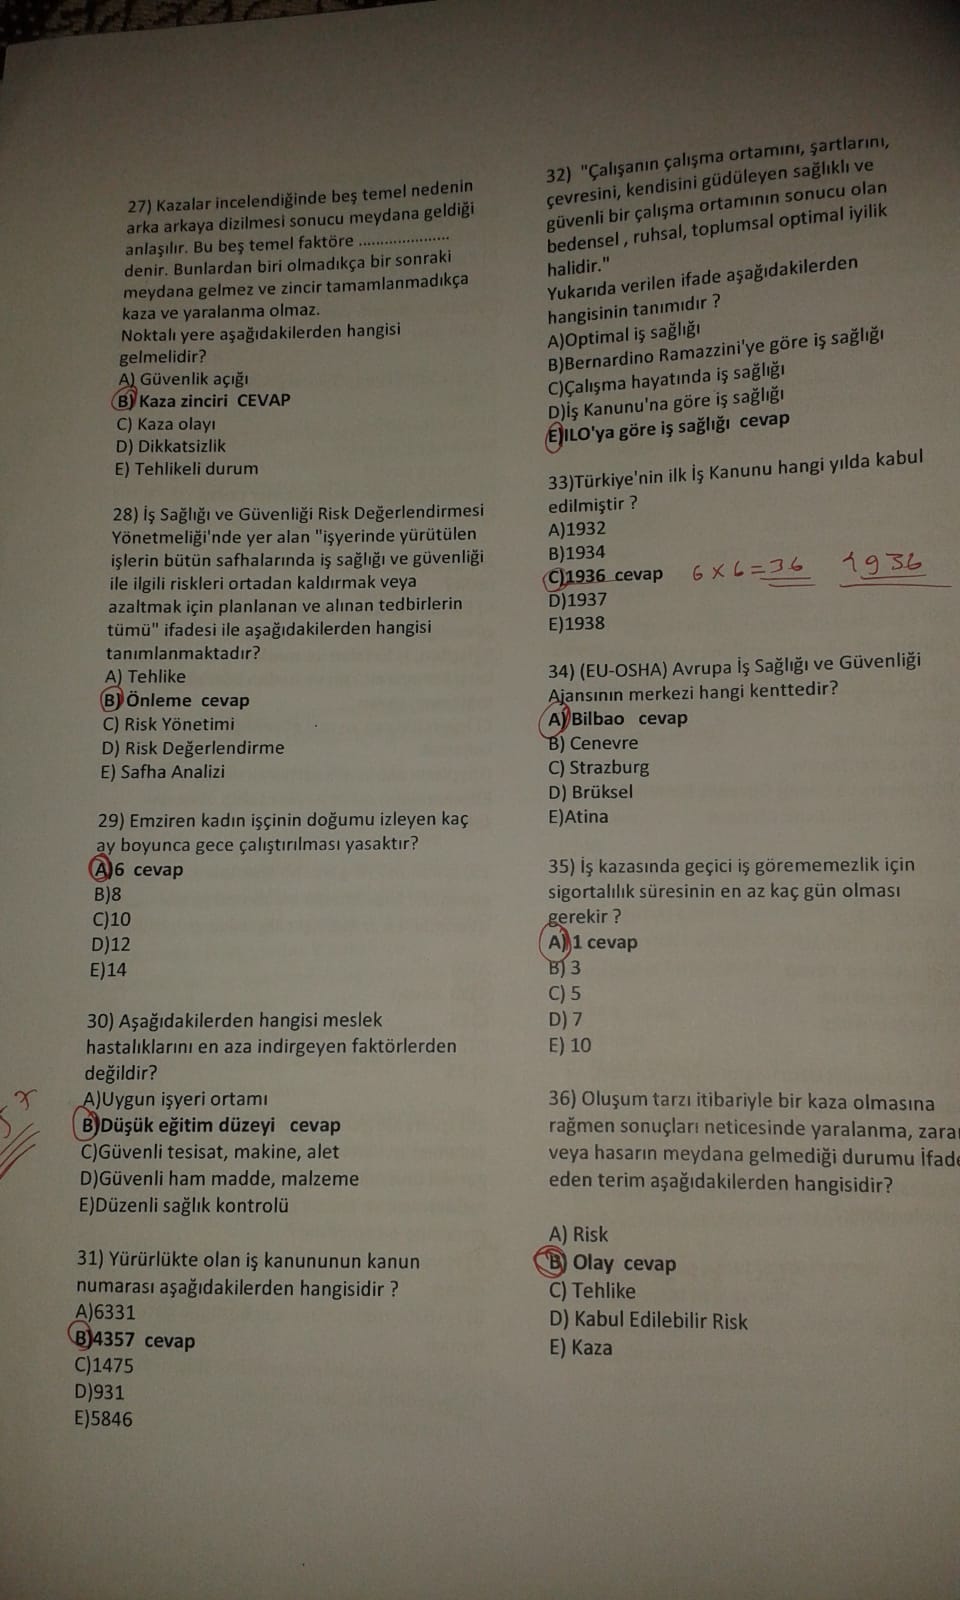 27) Kazalar incelendiğinde beş temel nedenin
arka arkaya dizilmesi sonucu meydana geldiği
anlaşılır. Bu beş temel faktöre .....................
denir. Bunlardan biri olmadıkça bir sonraki
meydana gelmez ve zincir tamamlanmadıkça
kaza ve yaralanma olmaz.
Noktalı yere aşağıdakilerden hangisi
gelmelidir?
A) Güvenlik açığı
B) Kaza zinciri CEVAP
C) Kaza olayı
D) Dikkatsizlik
E) Tehlikeli durum
28) İş Sağlığı ve Güvenliği Risk Değerlendirmesi
Yönetmeliği'nde yer alan "işyerinde yürütülen
işlerin bütün safhalarında iş sağlığı ve güvenliği
ile ilgili riskleri ortadan kaldırmak veya
azaltmak için planlanan ve alınan tedbirlerin
tümü" ifadesi ile aşağıdakilerden hangisi
tanımlanmaktadır?
A) Tehlike
B) Önleme cevap
C) Risk Yönetimi
D) Risk Değerlendirme
E) Safha Analizi
29) Emziren kadın işçinin doğumu izleyen kaç
ay boyunca gece çalıştırılması yasaktır?
A)6 cevap
B)8
C)10
D)12
E)14
30) Aşağıdakilerden hangisi meslek
hastalıklarını en aza indirgeyen faktörlerden
değildir?
A)Uygun işyeri ortamı
B)Düşük eğitim düzeyi cevap
C)Güvenli tesisat, makine, alet
D)Güvenli ham madde, malzeme
E)Düzenli sağlık kontrolü
31) Yürürlükte olan iş kanununun kanun
numarası aşağıdakilerden hangisidir ?
A)6331
B)4357 cevap
C)1475
D)931
E)5846
32) "Çalışanın çalışma ortamını, şartlarını,
çevresini, kendisini güdüleyen sağlıklı ve
güvenli bir çalışma ortamının sonucu olan
bedensel , ruhsal, toplumsal optimal iyilik
halidir."
Yukarıda verilen ifade aşağıdakilerden
hangisinin tanımıdır ?
A)Optimal iş sağlığı
B)Bernardino Ramazzini'ye göre iş sağlığı
C)Çalışma hayatında iş sağlığı
D)İş Kanunu'na göre iş sağlığı
E)ILO'ya göre iş sağlığı cevap
33)Türkiye'nin ilk İş Kanunu hangi yılda kabul
edilmiştir ?
A)1932
B)1934
C)1936 cevap 6 x 6 = 36 1936
D)1937
E)1938
34) (EU-OSHA) Avrupa İş Sağlığı ve Güvenliği
Ajansının merkezi hangi kenttedir?
A) Bilbao cevap
B) Cenevre
C) Strazburg
D) Brüksel
E)Atina
35) İş kazasında geçici iş görememezlik için
sigortalılık süresinin en az kaç gün olması
gerekir ?
A) 1 cevap
B) 3
C) 5
D) 7
E) 10
36) Oluşum tarzı itibariyle bir kaza olmasına
rağmen sonuçları neticesinde yaralanma, zarar
veya hasarın meydana gelmediği durumu İfade
eden terim aşağıdakilerden hangisidir?
A) Risk
B) Olay cevap
C) Tehlike
D) Kabul Edilebilir Risk
E) Kaza